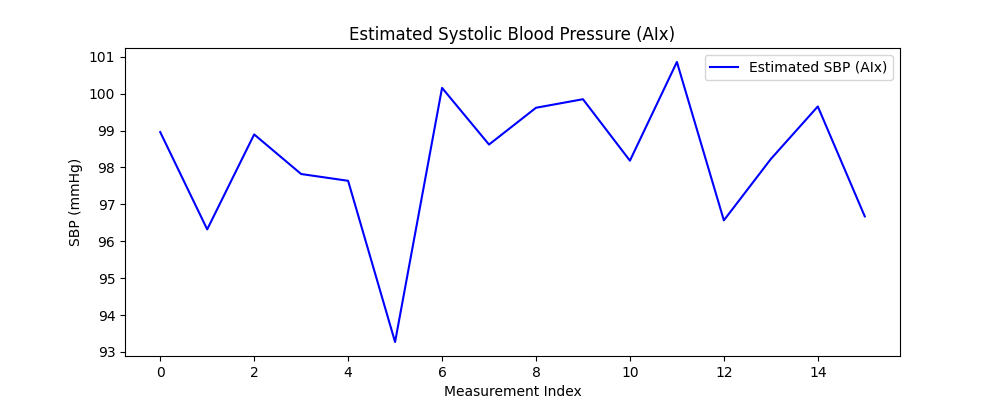 Estimated Systolic Blood Pressure (AIx)
Estimated SBP (AIx)
SBP (mmHg)
101
100
99
98
97
96
95
94
93
0 2 4 6 8 10 12 14
Measurement Index